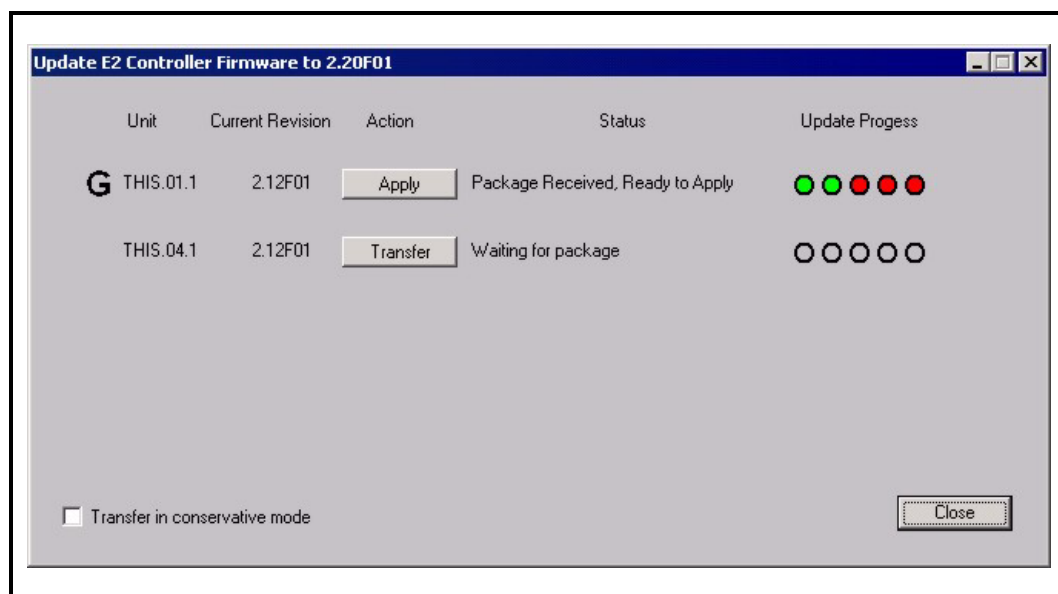 Update E2 Controller Firmware to 2.20F01
Unit Current Revision Action Status Update Progess
G THIS.01.1 2.12F01 Apply Package Received, Ready to Apply
THIS.04.1 2.12F01 Transfer Waiting for package
Transfer in conservative mode Close